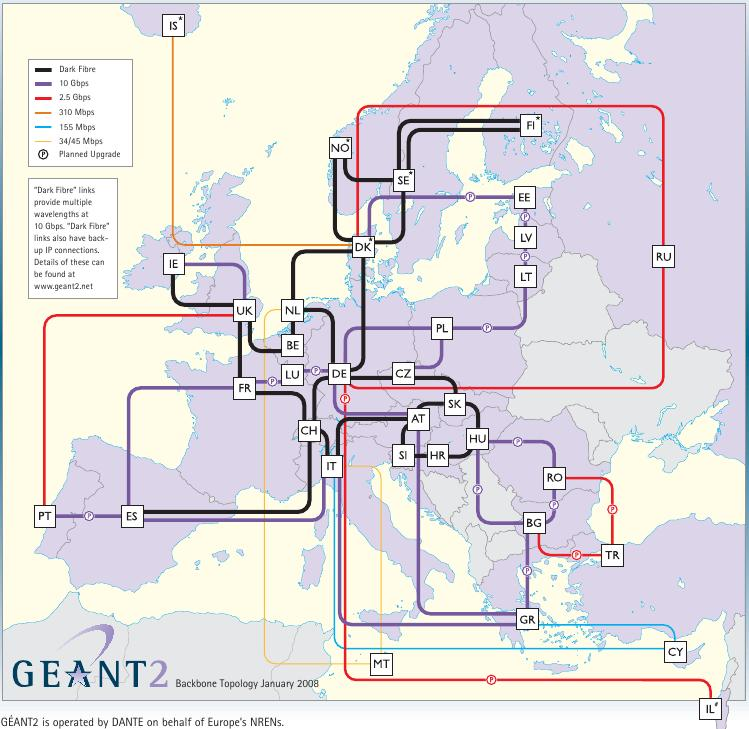 IS*
Dark Fibre
10 Gbps
2.5 Gbps
310 Mbps
155 Mbps
34/45 Mbps
P Planned Upgrade
"Dark Fibre" links
provide multiple
wavelengths at
10 Gbps. "Dark Fibre"
links also have back-
up IP connections.
Details of these can
be found at
www.geant2.net
FI*
NO*
SE*
P
EE
P
LV
DK*
P
RU
IE
LT
UK
NL
PL
P
BE
LU
P
DE
CZ
P
FR
P
SK
AT
CH
HU
P
SI
HR
IT
RO
P
P
P
PT
P
ES
BG
P
TR
P
GR
CY
MT
P
IL#
GEANT2 Backbone Topology January 2008
GÉANT2 is operated by DANTE on behalf of Europe's NRENs.